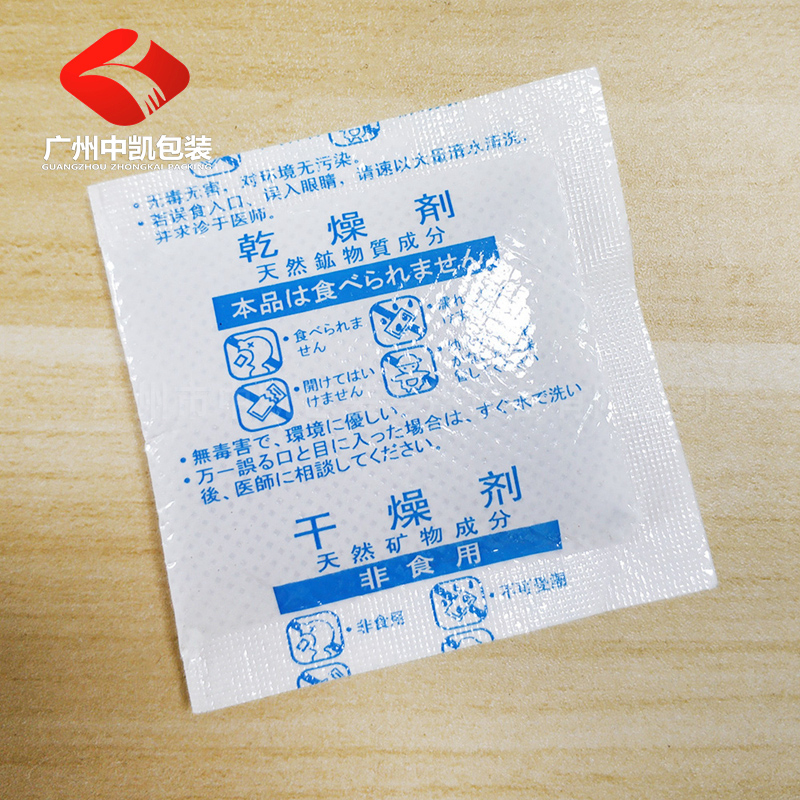 广州中凯包装
GUANGZHOU ZHONGKAI PACKING
• 无毒无害，对环境无污染。
• 若误食入口、误入眼睛，请速以大量清水清洗，
并求诊于医师。
乾燥剤
天然鉱物質成分
本品は食べられません
• 食べられま
せん
• 開けてはい
けません
• 無毒害で、環境に優しい。
• 万一誤る口と目に入った場合は、すぐ水で洗い
後、医師に相談してください。
干燥剂
天然矿物成分
非食用
• 非食用
• 不可受潮